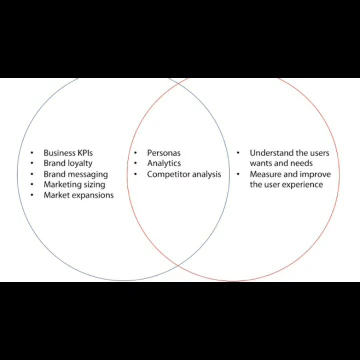 • Business KPIs
• Brand loyalty
• Brand messaging
• Marketing sizing
• Market expansions
• Personas
• Analytics
• Competitor analysis
• Understand the users
wants and needs
• Measure and improve
the user experience